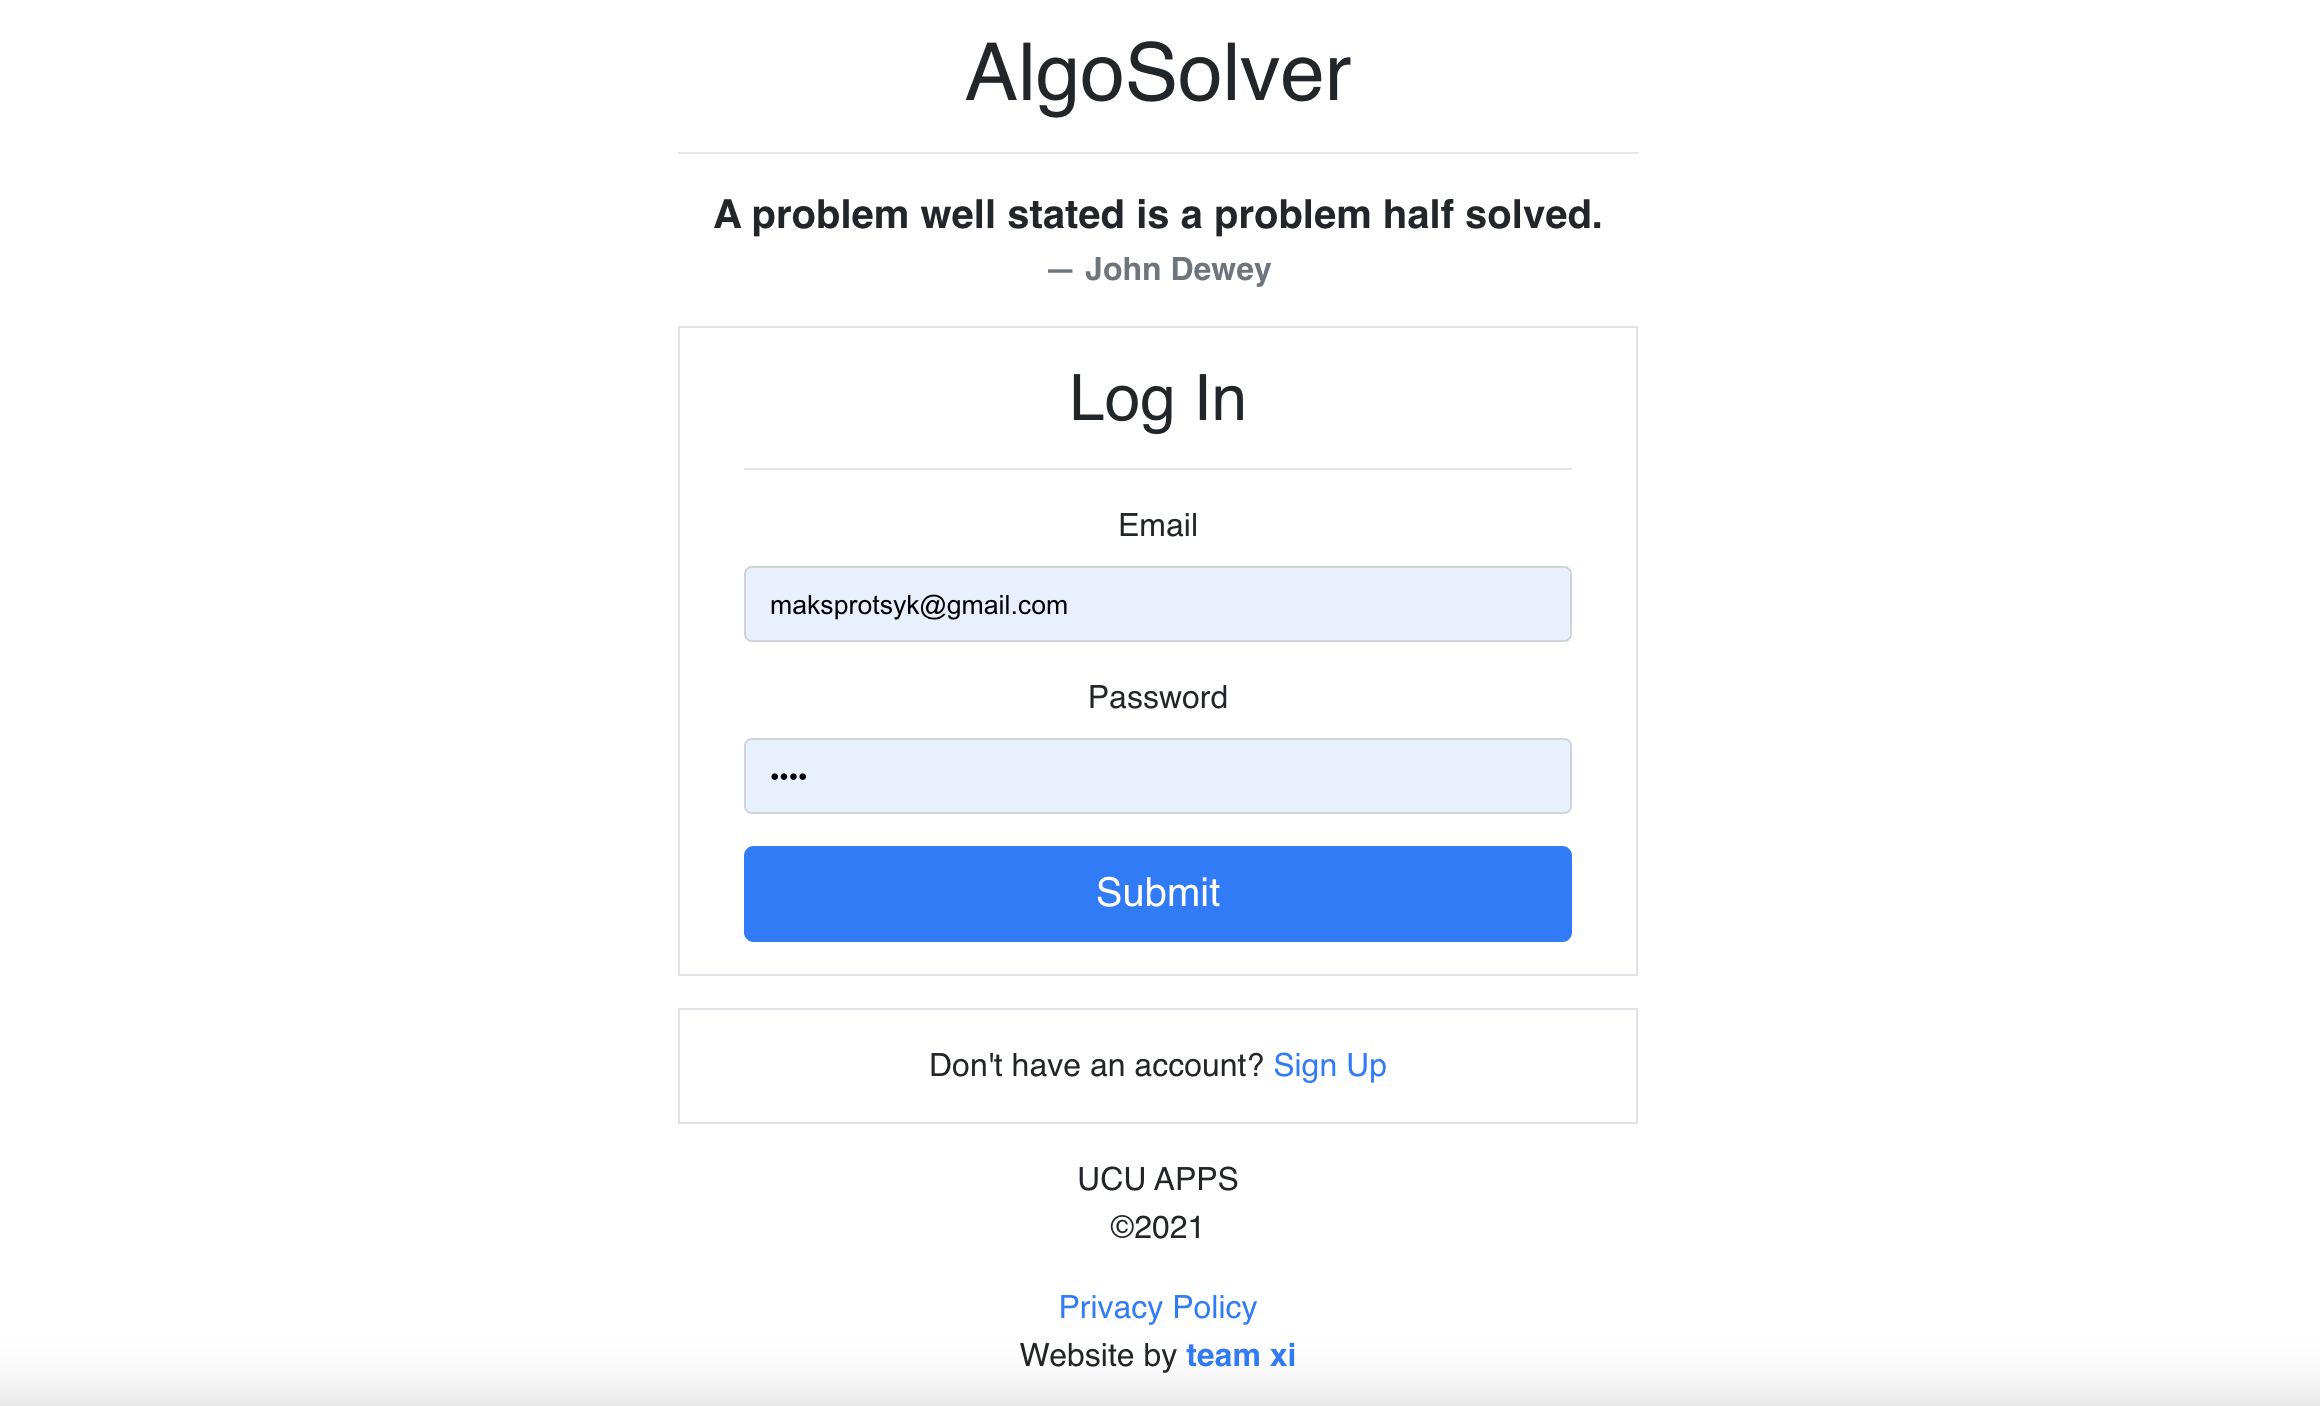 AlgoSolver
A problem well stated is a problem half solved.
— John Dewey
Log In
Email
maksprotsyk@gmail.com
Password
••••
Submit
Don't have an account? Sign Up
UCU APPS
©2021
Privacy Policy
Website by team xi